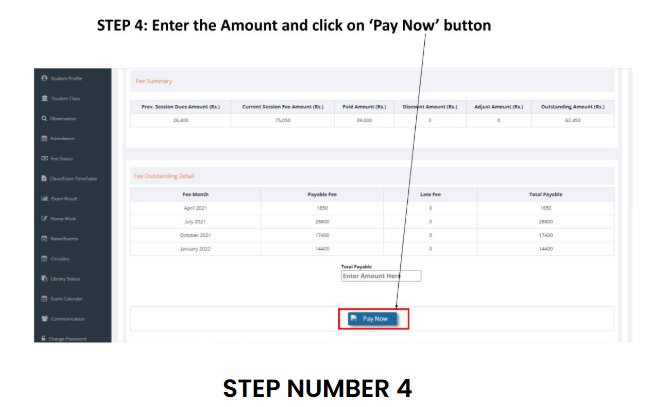 STEP 4: Enter the Amount and click on ‘Pay Now’ button
Student Profile
Student Class
Observation
Attendance
Fee Status
Class/Exam TimeTable
Exam Result
Home Work
News/Events
Circulars
Library Status
Event Calendar
Communication
Change Password
Fee Summary
Prev. Session Dues Amount (Rs.) Current Session Fee Amount (Rs.) Paid Amount (Rs.) Discount Amount (Rs.) Adjust Amount (Rs.) Outstanding Amount (Rs.)
26,400 75,050 39,000 0 0 62,450
Fee Outstanding Detail
Fee Month Payable Fee Late Fee Total Payable
April 2021 1850 0 1850
July 2021 28800 0 28800
October 2021 17400 0 17400
January 2022 14400 0 14400
Total Payable
Enter Amount Here
Pay Now
STEP NUMBER 4